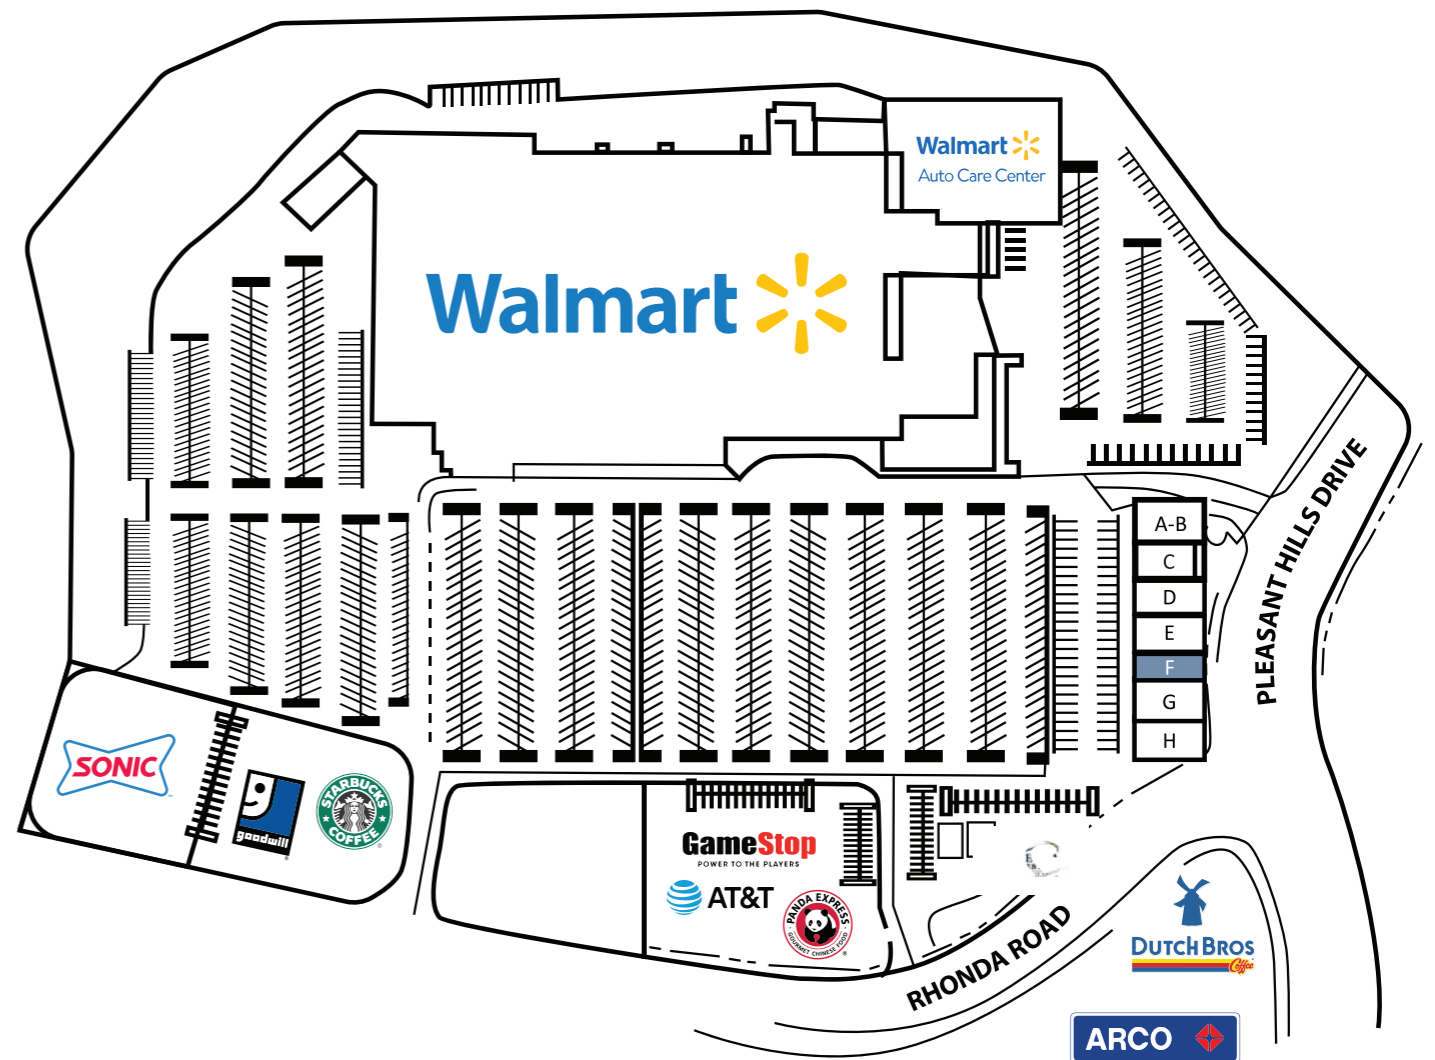 Walmart
Auto Care Center
Walmart
PLEASANT HILLS DRIVE
A-B
C
D
E
F
G
H
SONIC
goodwill
STARBUCKS
COFFEE
GameStop
POWER TO THE PLAYERS
AT&T
PANDA EXPRESS
GOURMET CHINESE FOOD
RHONDA ROAD
DUTCH BROS
Coffee
ARCO